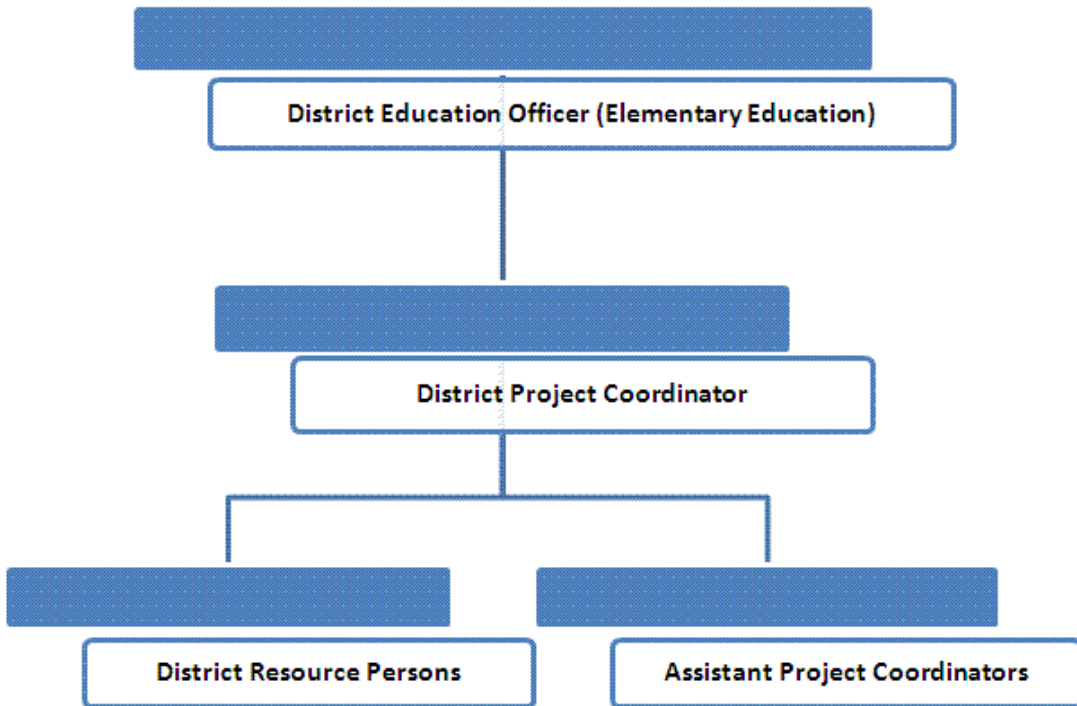 District Education Officer (Elementary Education)
District Project Coordinator
District Resource Persons
Assistant Project Coordinators